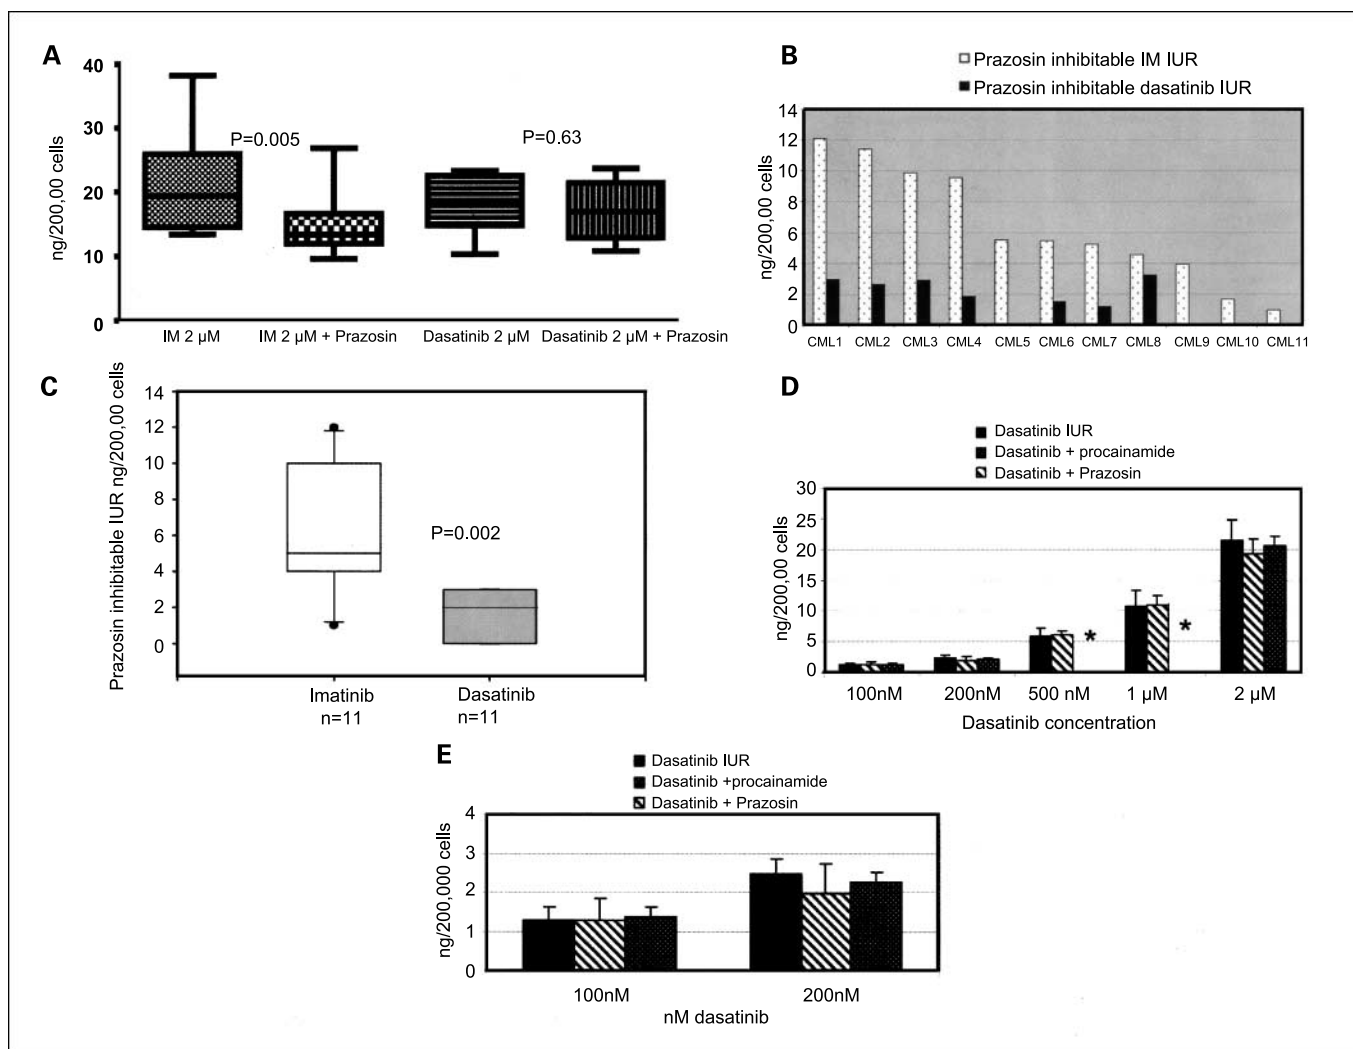 A
40
30
20
10
0
ng/200,00 cells
P=0.005
P=0.63
IM 2 µM
IM 2 µM + Prazosin
Dasatinib 2 µM
Dasatinib 2 µM + Prazosin
B
Prazosin inhibitable IM IUR
Prazosin inhibitable dasatinib IUR
14
12
10
8
6
4
2
0
ng/200,00 cells
CML1
CML2
CML3
CML4
CML5
CML6
CML7
CML8
CML9
CML10
CML11
C
Prazosin inhibitable IUR ng/200,00 cells
14
12
10
8
6
4
2
0
P=0.002
Imatinib
n=11
Dasatinib
n=11
D
Dasatinib IUR
Dasatinib + procainamide
Dasatinib + Prazosin
30
25
20
15
10
5
0
ng/200,00 cells
*
*
100nM
200nM
500 nM
1 µM
2 µM
Dasatinib concentration
E
Dasatinib IUR
Dasatinib +procainamide
Dasatinib + Prazosin
4
3
2
1
0
ng/200,000 cells
100nM
200nM
nM dasatinib